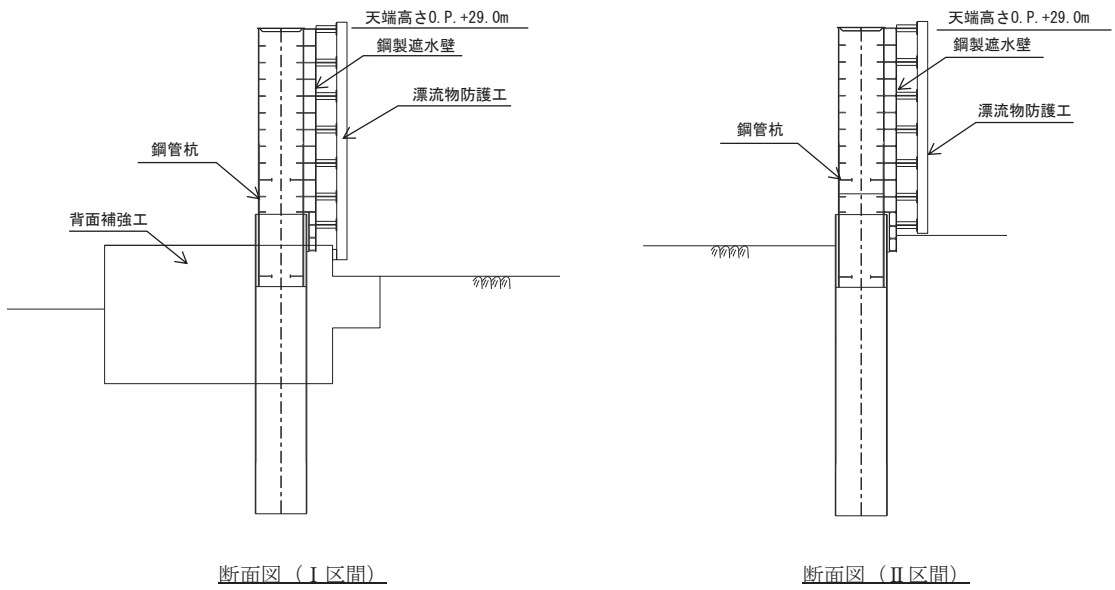 天端高さO.P.+29.0m
鋼製遮水壁
漂流物防護工
鋼管杭
背面補強工
断面図（Ⅰ区間）
天端高さO.P.+29.0m
鋼製遮水壁
漂流物防護工
鋼管杭
断面図（Ⅱ区間）